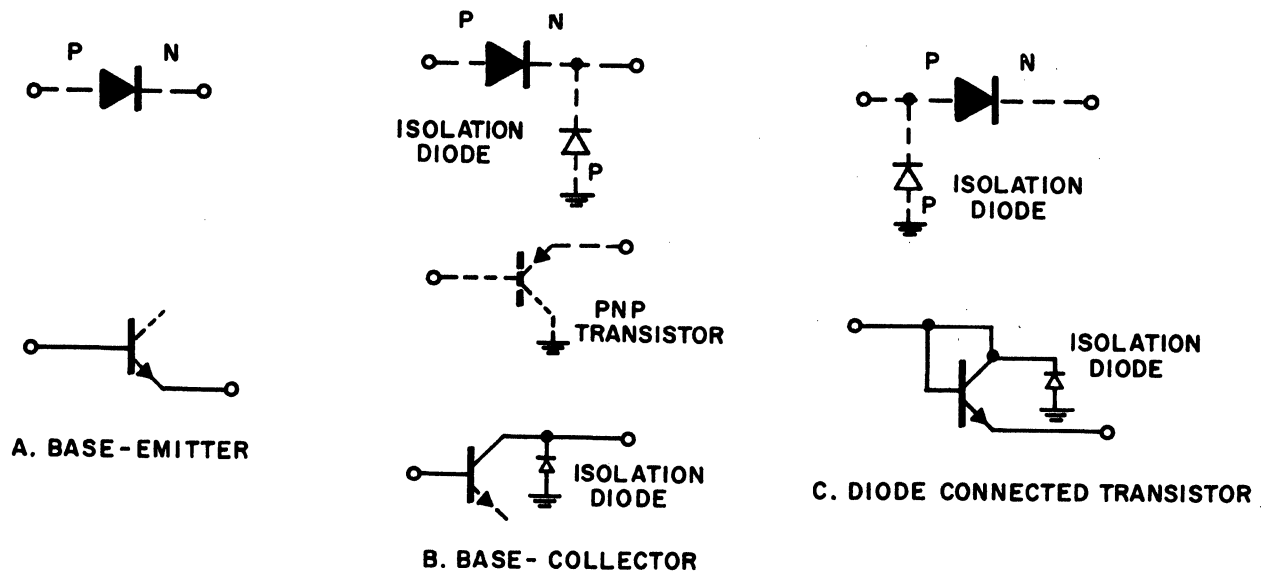 P N
A. BASE-EMITTER
P N
ISOLATION
DIODE
P
PNP
TRANSISTOR
ISOLATION
DIODE
B. BASE- COLLECTOR
P N
ISOLATION
DIODE
P
ISOLATION
DIODE
C. DIODE CONNECTED TRANSISTOR